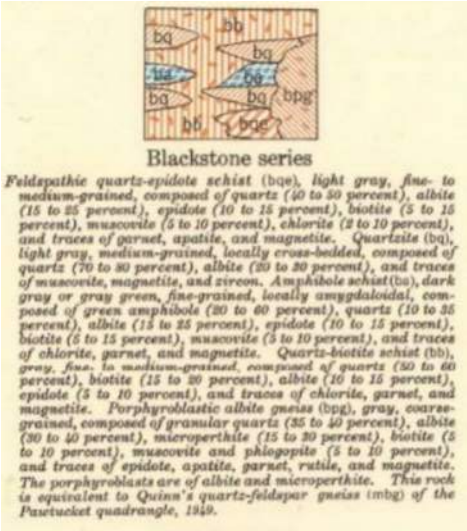 bb
bq
bq
ba
ba
bq
bq
bpg
bb
bqe
Blackstone series
Feldspathic quartz-epidote schist (bqe), light gray, fine- to
medium-grained, composed of quartz (40 to 50 percent), albite
(15 to 25 percent), epidote (10 to 15 percent), biotite (5 to 15
percent), muscovite (5 to 10 percent), chlorite (2 to 10 percent),
and traces of garnet, apatite, and magnetite. Quartzite (bq),
light gray, medium-grained, locally cross-bedded, composed of
quartz (70 to 80 percent), albite (20 to 30 percent), and traces
of muscovite, magnetite, and zircon. Amphibole schist (ba), dark
gray or gray green, fine-grained, locally amygdaloidal, com-
posed of green amphibole (20 to 60 percent), quartz (10 to 35
percent), albite (15 to 25 percent), epidote (10 to 15 percent),
biotite (5 to 15 percent), muscovite (5 to 10 percent), and traces
of chlorite, garnet, and magnetite. Quartz-biotite schist (bb),
gray, fine- to medium-grained, composed of quartz (50 to 60
percent), biotite (15 to 20 percent), albite (10 to 15 percent),
epidote (5 to 10 percent), and traces of chlorite, garnet, and
magnetite. Porphyroblastic albite gneiss (bpg), gray, coarse-
grained, composed of granular quartz (35 to 40 percent), albite
(30 to 40 percent), microperthite (15 to 30 percent), biotite (5
to 10 percent), muscovite and phlogopite (5 to 10 percent),
and traces of epidote, apatite, garnet, rutile, and magnetite.
The porphyroblasts are of albite and microperthite. This rock
is equivalent to Quinn's quartz-feldspar gneiss (mbg) of the
Pawtucket quadrangle, 1949.